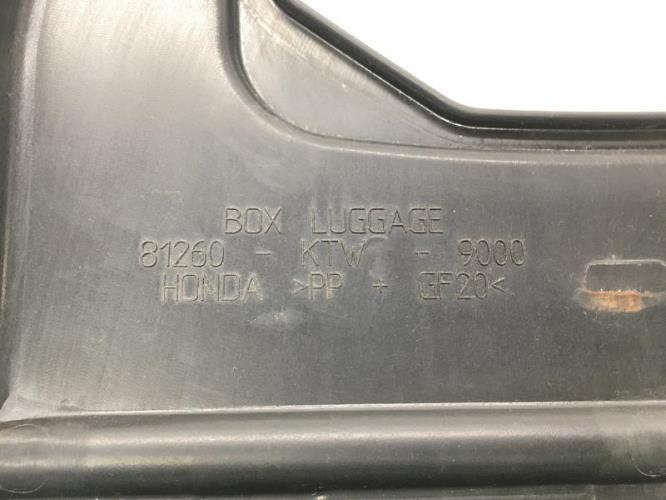 BOX LUGGAGE
81260 - KTW - 9000
HONDA >PP + GF20<